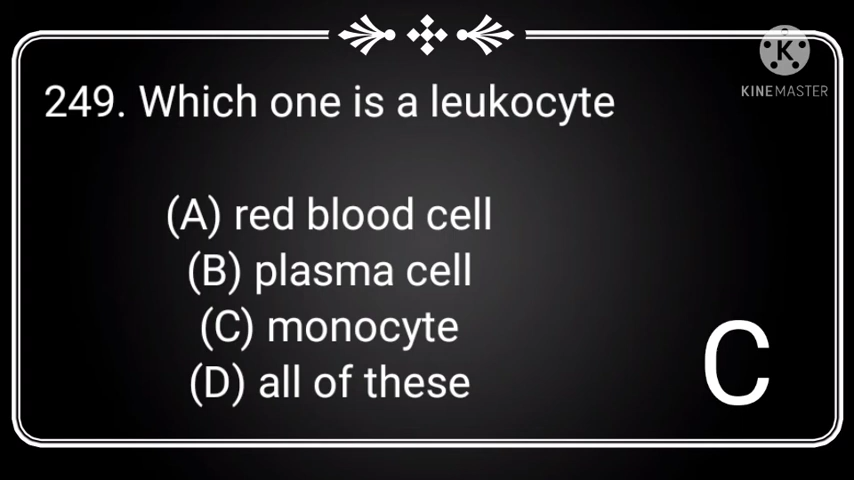 K
KINEMASTER
249. Which one is a leukocyte
(A) red blood cell
(B) plasma cell
(C) monocyte
(D) all of these
C